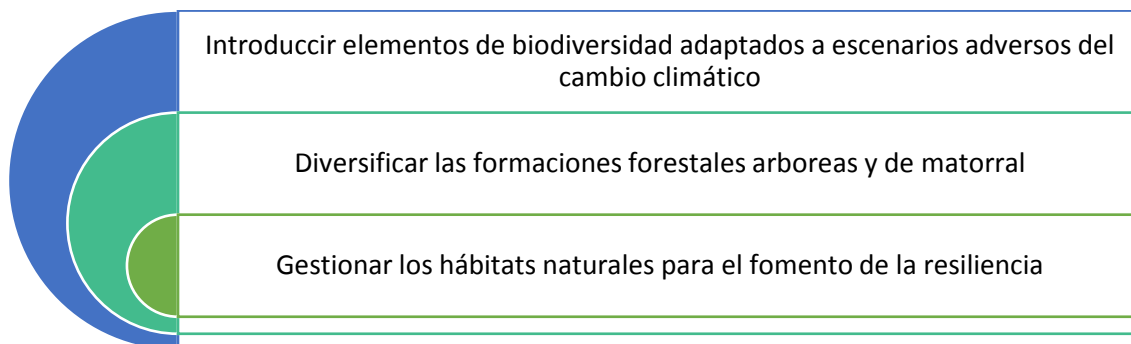 Introduccir elementos de biodiversidad adaptados a escenarios adversos del
cambio climático
Diversificar las formaciones forestales arboreas y de matorral
Gestionar los hábitats naturales para el fomento de la resiliencia